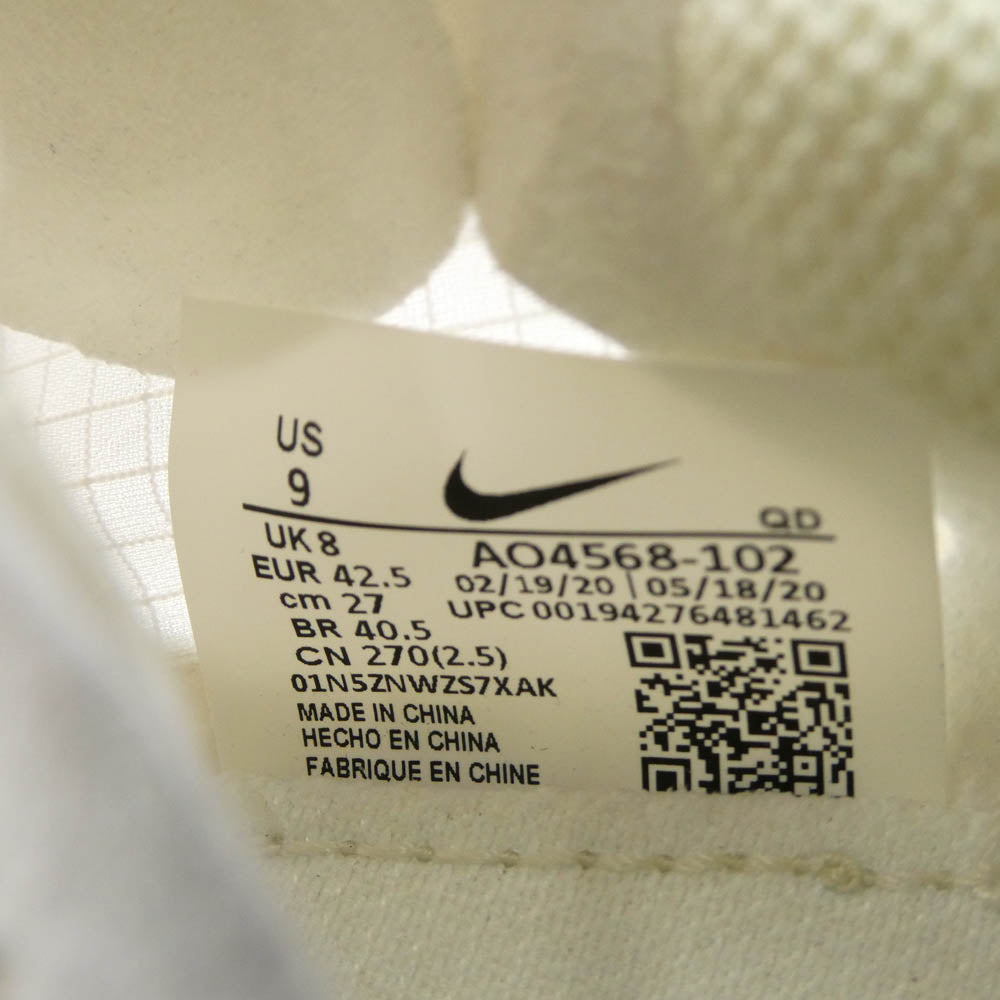 US
9
QD
UK 8
AO4568-102
EUR 42.5
02/19/20 | 05/18/20
cm 27
UPC 00194276481462
BR 40.5
CN 270(2.5)
01N5ZNWZS7XAK
MADE IN CHINA
HECHO EN CHINA
FABRIQUE EN CHINE